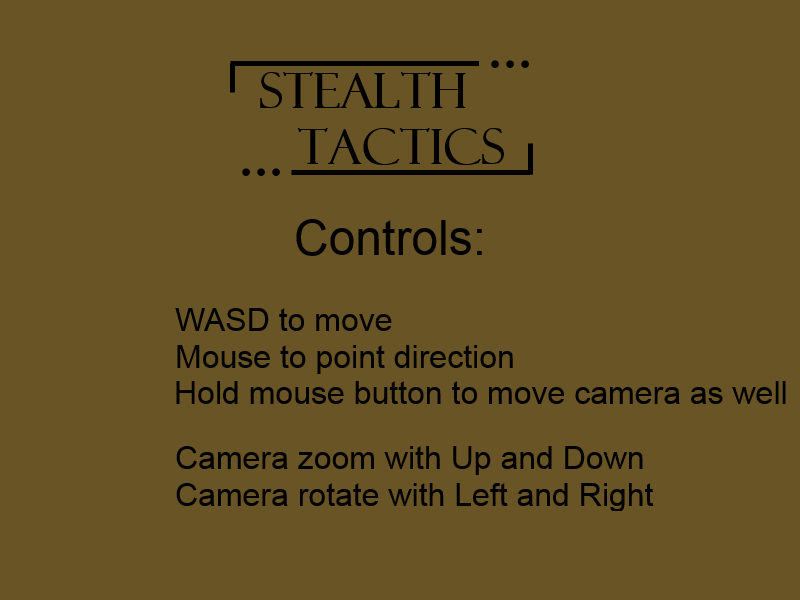 STEALTH
TACTICS
Controls:
WASD to move
Mouse to point direction
Hold mouse button to move camera as well
Camera zoom with Up and Down
Camera rotate with Left and Right